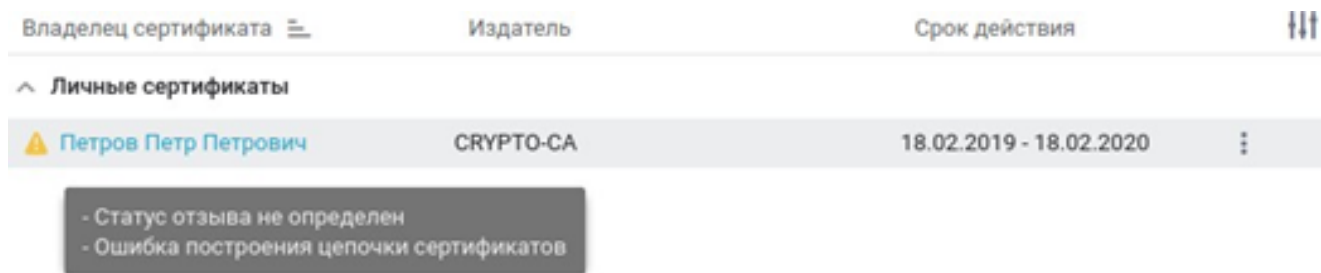 Владелец сертификата Издатель Срок действия
Личные сертификаты
Петров Петр Петрович CRYPTO-CA 18.02.2019 - 18.02.2020
- Статус отзыва не определен
- Ошибка построения цепочки сертификатов